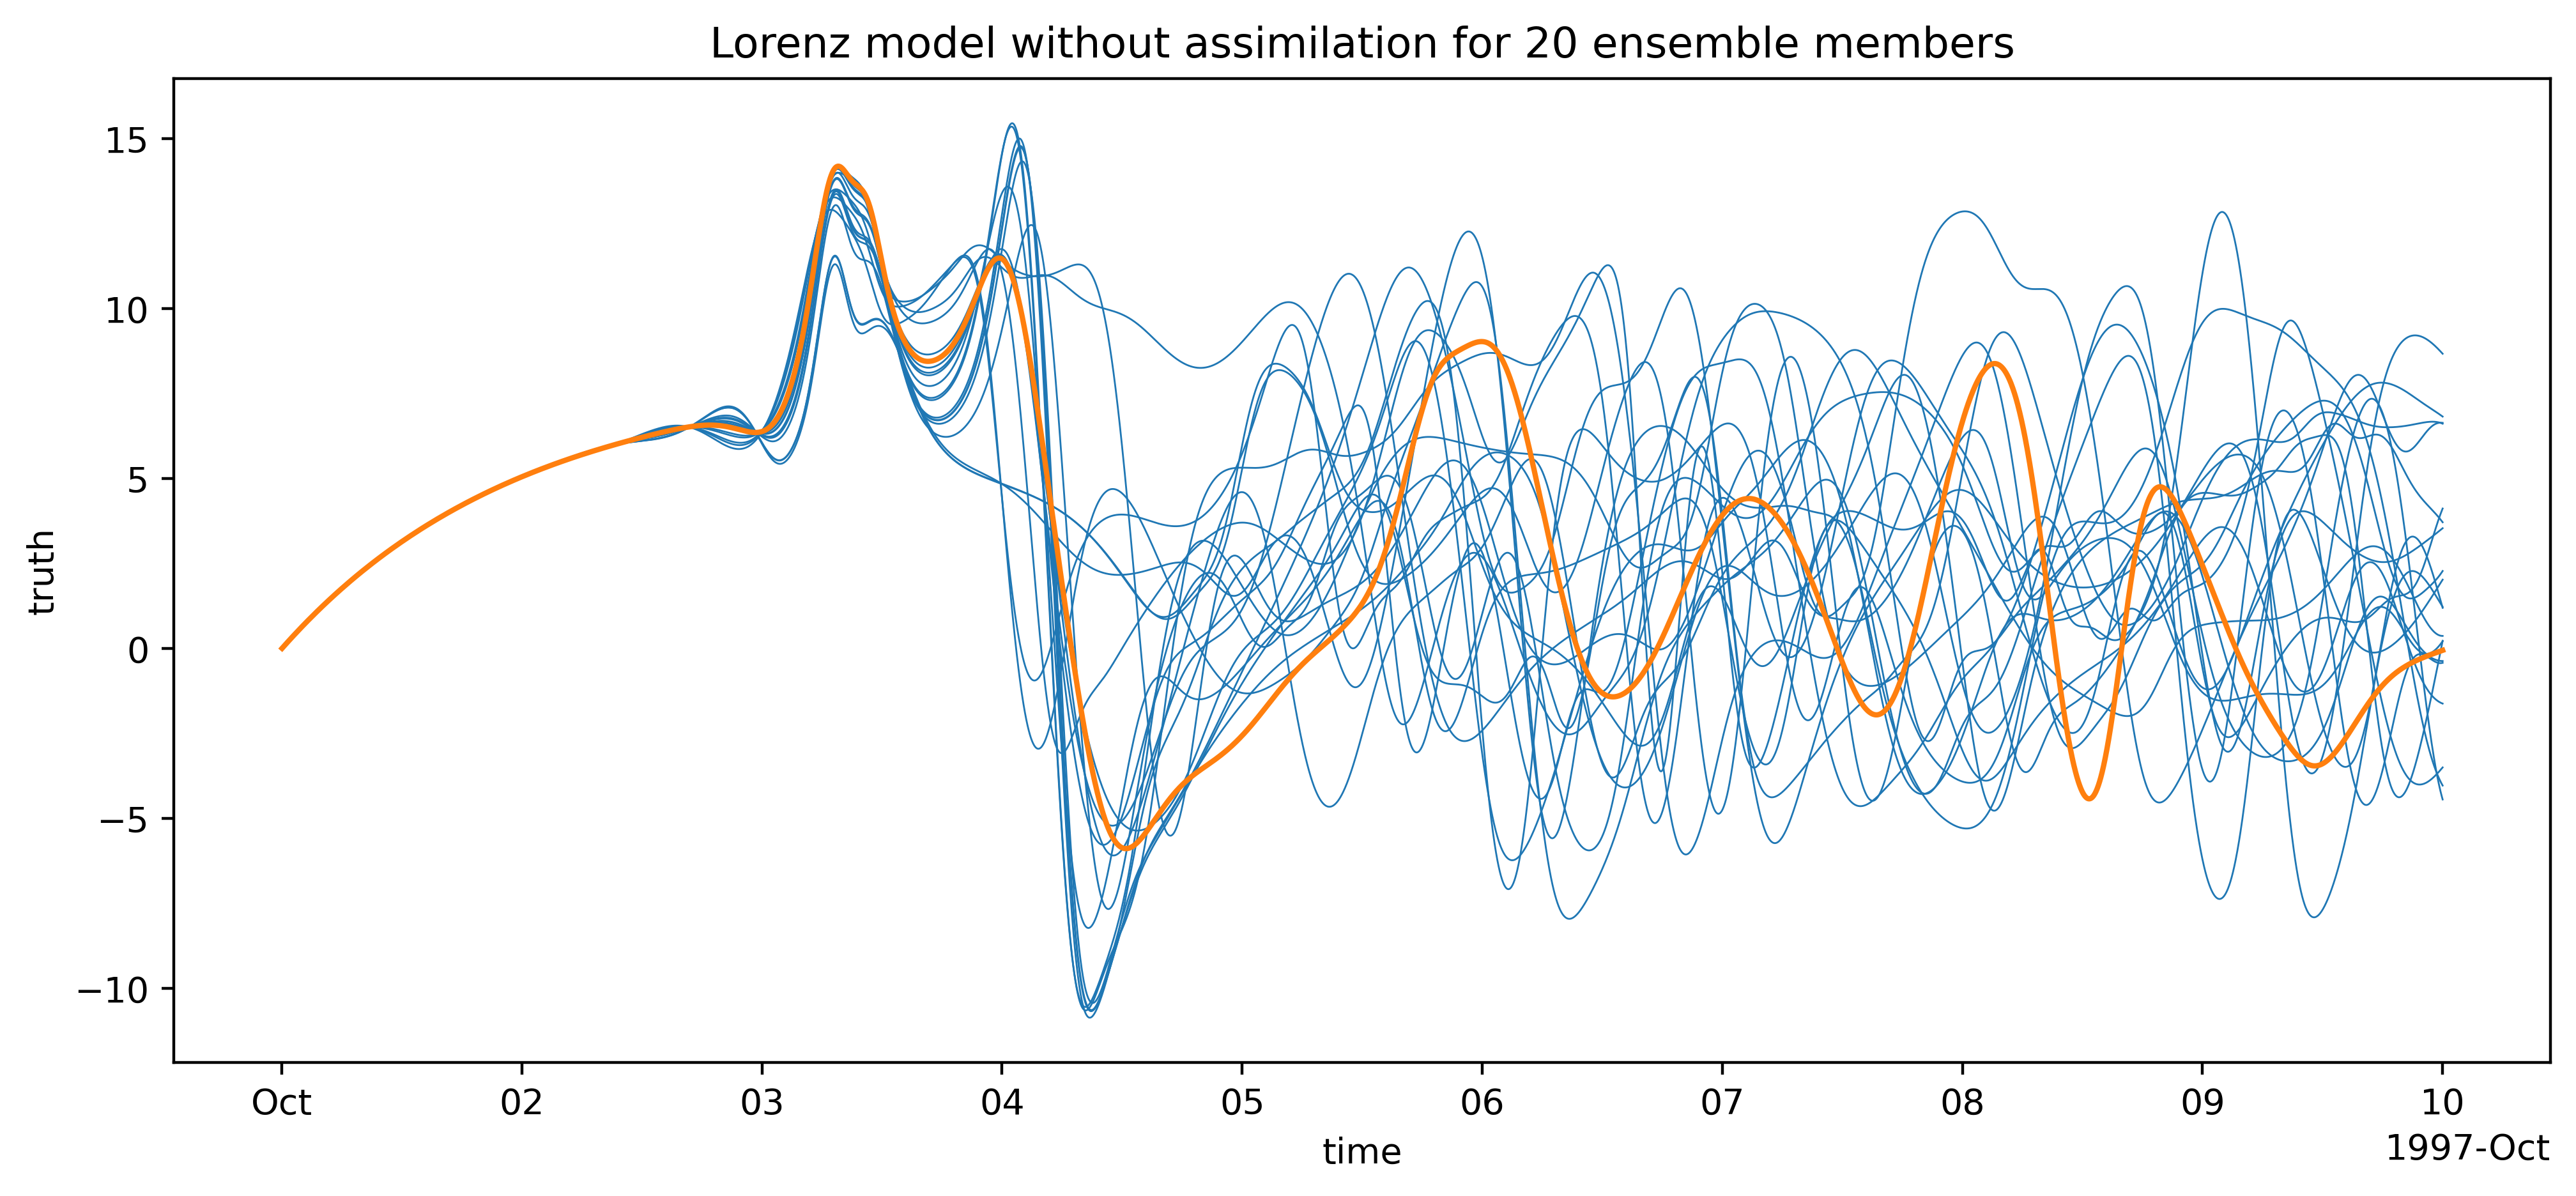 Lorenz model without assimilation for 20 ensemble members
15
10
5
0
−5
−10
truth
Oct 02 03 04 05 06 07 08 09 10
time
1997-Oct